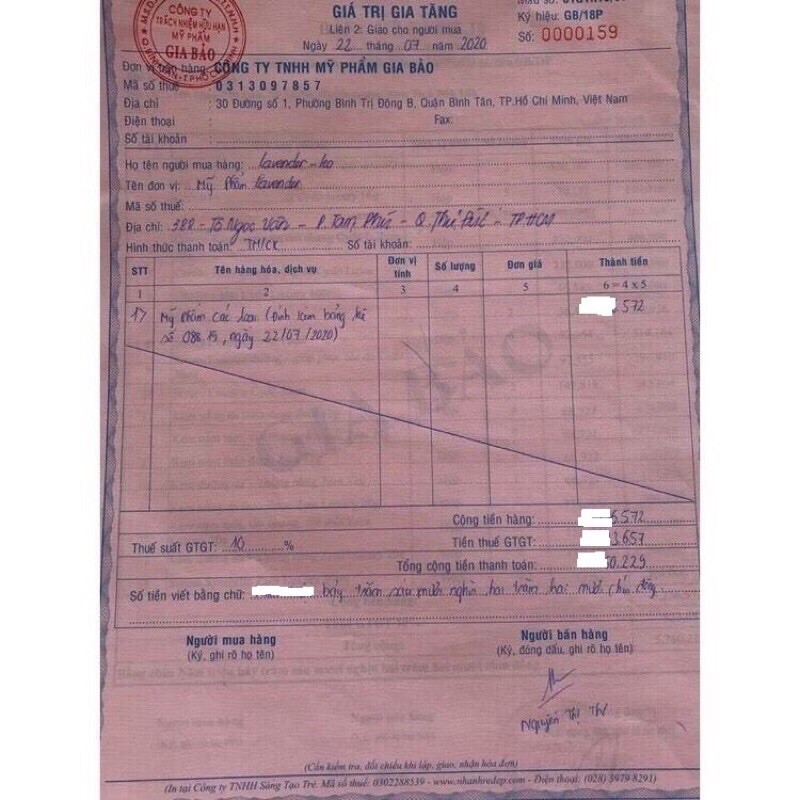 GIÁ TRỊ GIA TĂNG
Liên 2: Giao cho người mua
Ngày 22 tháng 07 năm 2020
Ký hiệu: GB/18P
Số: 0000159
CÔNG TY
TRÁCH NHIỆM HỮU HẠN
MỸ PHẨM
GIA BẢO
Đơn vị bán hàng: CÔNG TY TNHH MỸ PHẨM GIA BẢO
Mã số thuế : 0313097857
Địa chỉ : 30 Đường số 1, Phường Bình Trị Đông B, Quận Bình Tân, TP.Hồ Chí Minh, Việt Nam
Điện thoại : Fax:
Số tài khoản :
Họ tên người mua hàng: lavender-leo
Tên đơn vị: Mỹ phẩm lavender
Mã số thuế:
Địa chỉ: 388 - Tô Ngọc Vân - P. Tam Phú - Q. Thủ Đức - TPHCM
Hình thức thanh toán: TM/CK Số tài khoản:
STT Tên hàng hóa, dịch vụ Đơn vị tính Số lượng Đơn giá Thành tiền
1 2 3 4 5 6 = 4 x 5
1) Mỹ phẩm các loại (Đính kèm bảng kê 572
số 088.15, ngày 22/07/2020)
GIA BẢO
Cộng tiền hàng: 6.572
Thuế suất GTGT: 10 % Tiền thuế GTGT: 3.657
Tổng cộng tiền thanh toán: 60.229
Số tiền viết bằng chữ: bảy trăm sáu mươi nghìn hai trăm hai mươi chín đồng
Người mua hàng Người bán hàng
(Ký, ghi rõ họ tên) (Ký, đóng dấu, ghi rõ họ tên)
Nguyễn Thị Thu
(Cần kiểm tra, đối chiếu khi lập, giao, nhận hóa đơn)
(In tại Công ty TNHH Sáng Tạo Trẻ. Mã số thuế: 0302288539 - www.nhanhredep.com - Điện thoại: (028) 3979 8291)